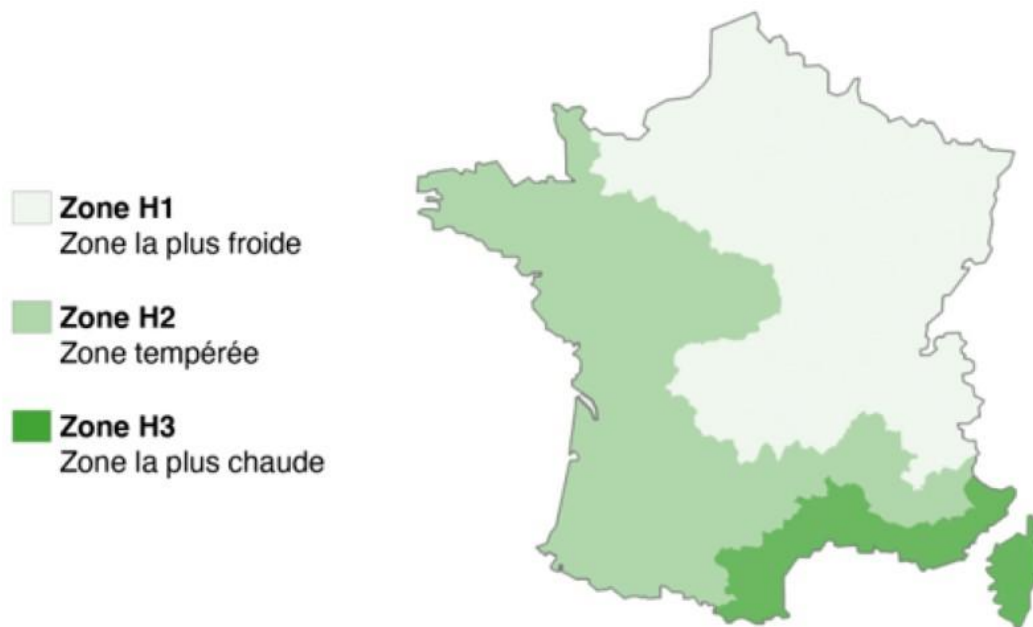 Zone H1
Zone la plus froide
Zone H2
Zone tempérée
Zone H3
Zone la plus chaude